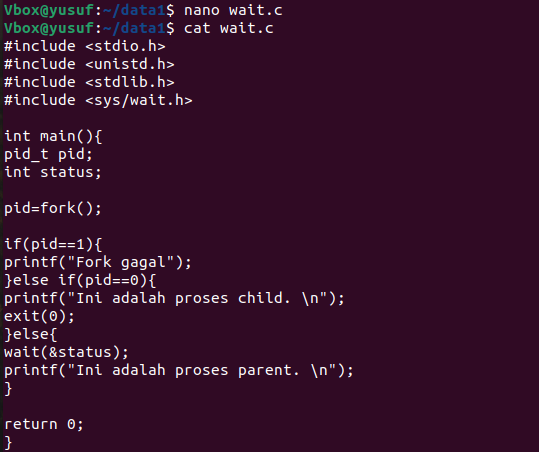 Vbox@yusuf:~/data1$ nano wait.c
Vbox@yusuf:~/data1$ cat wait.c
#include <stdio.h>
#include <unistd.h>
#include <stdlib.h>
#include <sys/wait.h>
int main(){
pid_t pid;
int status;
pid=fork();
if(pid==1){
printf("Fork gagal");
}else if(pid==0){
printf("Ini adalah proses child. \n");
exit(0);
}else{
wait(&status);
printf("Ini adalah proses parent. \n");
}
return 0;
}